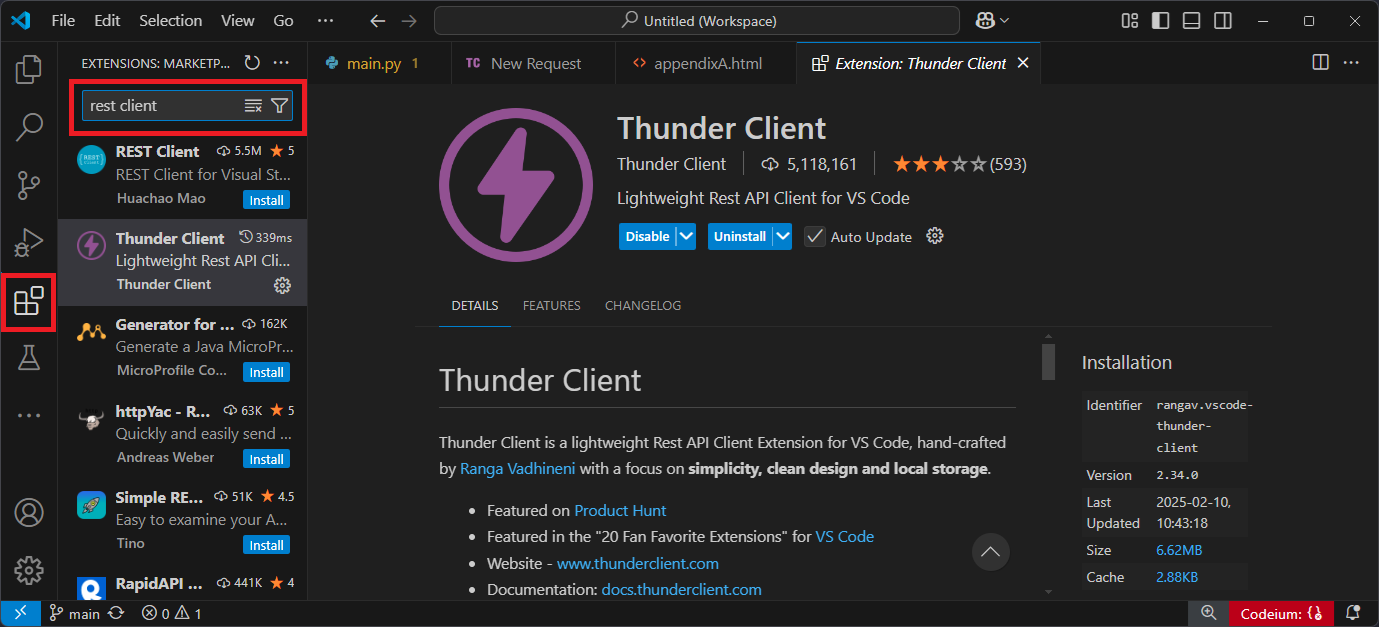 File Edit Selection View Go ··· Untitled (Workspace)
EXTENSIONS: MARKETP... ···
rest client
REST Client 5.5M ★ 5
REST Client for Visual St...
Huachao Mao Install
Thunder Client 339ms
Lightweight Rest API Cli...
Thunder Client
Generator for ... 162K
Generate a Java MicroPr...
MicroProfile Co... Install
httpYac - R... 63K ★ 5
Quickly and easily send ...
Andreas Weber Install
Simple RE... 51K ★ 4.5
Easy to examine your A...
Tino Install
RapidAPI ... 441K ★ 4
main.py 1
TC New Request
<> appendixA.html
Extension: Thunder Client
Thunder Client
Thunder Client 5,118,161 ★★★☆☆ (593)
Lightweight Rest API Client for VS Code
Disable Uninstall Auto Update
DETAILS FEATURES CHANGELOG
Thunder Client
Thunder Client is a lightweight Rest API Client Extension for VS Code, hand-crafted
by Ranga Vadhineni with a focus on simplicity, clean design and local storage.
• Featured on Product Hunt
• Featured in the "20 Fan Favorite Extensions" for VS Code
• Website - www.thunderclient.com
• Documentation: docs.thunderclient.com
Installation
Identifier rangav.vscode-
thunder-
client
Version 2.34.0
Last 2025-02-10,
Updated 10:43:18
Size 6.62MB
Cache 2.88KB
main 0 1
Codeium: {}